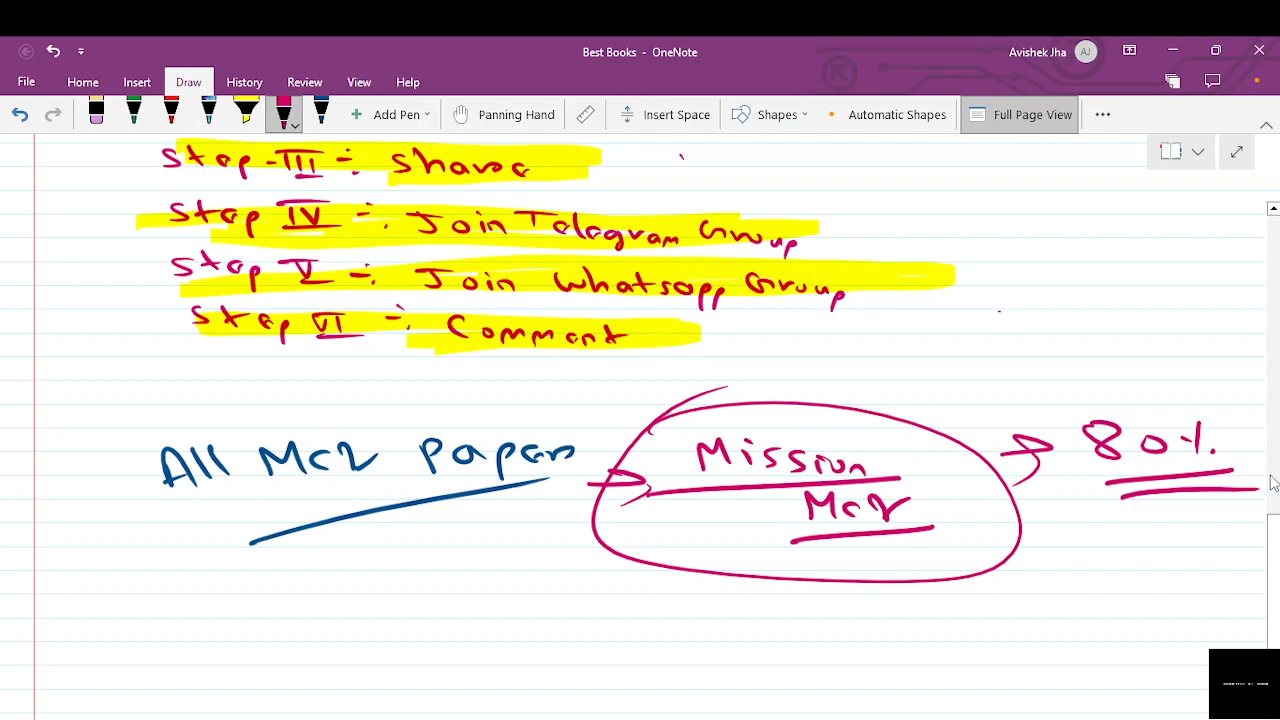 Best Books - OneNote
Avishek Jha AJ
File Home Insert Draw History Review View Help
Add Pen Panning Hand Insert Space Shapes Automatic Shapes Full Page View
Step - III :- Share
Step IV :- Join Telegram Group
Step V :- Join Whatsapp Group
Step VI :- Comment
All Mcq Papers → Mission → 80%
Mcq